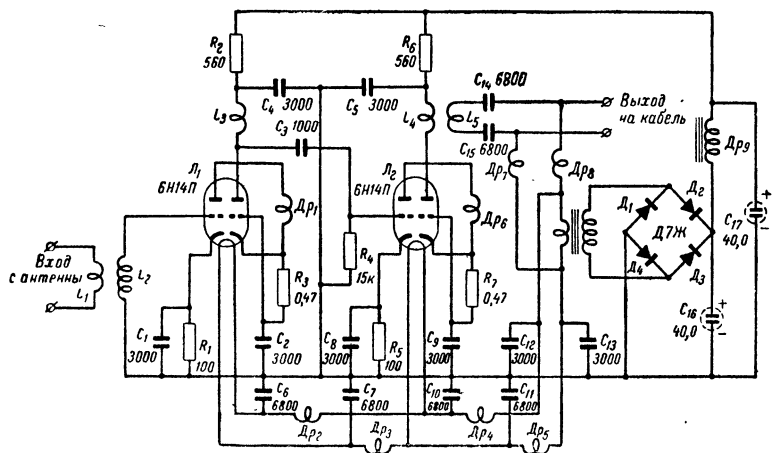 R2
560
C4
3000
C5
3000
R6
560
C14 6800
Выход
на кабель
L3
C3 1000
L4
L5
C15
6800
Др7
Др8
Др9
Л1
6Н14П
Др1
Л2
6Н14П
Др6
Д1
Д2
Д7Ж
Д4
Д3
C17
40,0
+
-
Вход
с антенны
L1
L2
R3
0,47
R4
15к
R7
0,47
C16
40,0
+
-
C1
3000
R1
100
C2
3000
C8
3000
R5
100
C9
3000
C12
3000
C13
3000
C6
6800
C7
6800
C10
6800
C11
6800
Др2
Др3
Др4
Др5